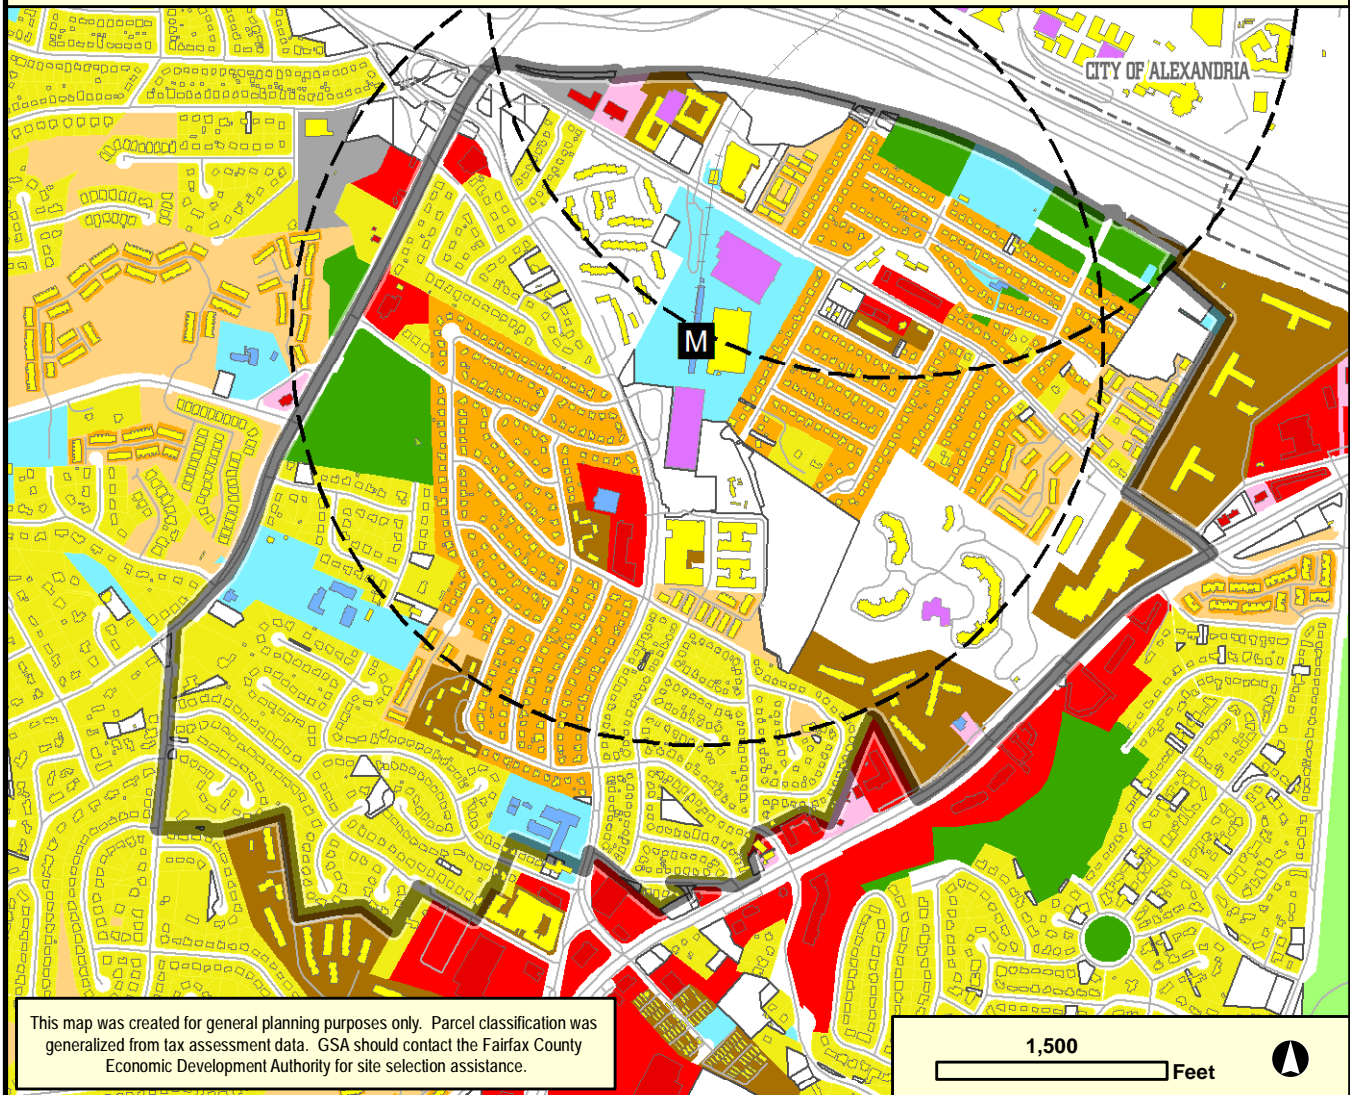 CITY OF ALEXANDRIA
M
This map was created for general planning purposes only. Parcel classification was
generalized from tax assessment data. GSA should contact the Fairfax County
Economic Development Authority for site selection assistance.
1,500
Feet